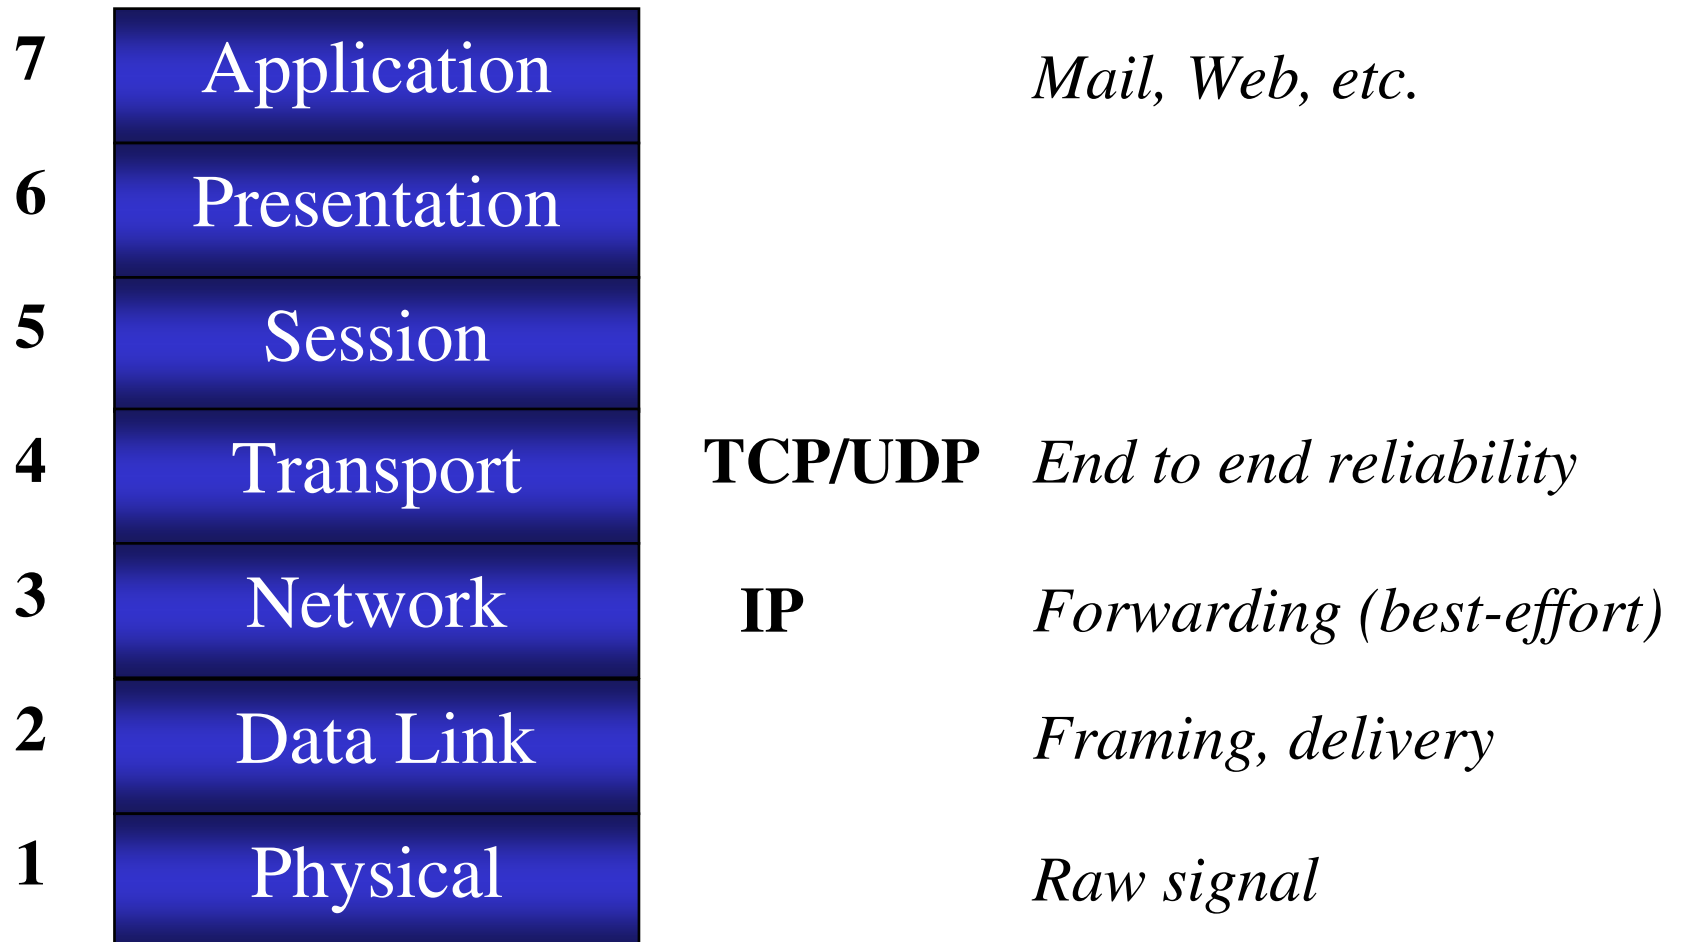 7 Application Mail, Web, etc.
6 Presentation
5 Session
4 Transport TCP/UDP End to end reliability
3 Network IP Forwarding (best-effort)
2 Data Link Framing, delivery
1 Physical Raw signal